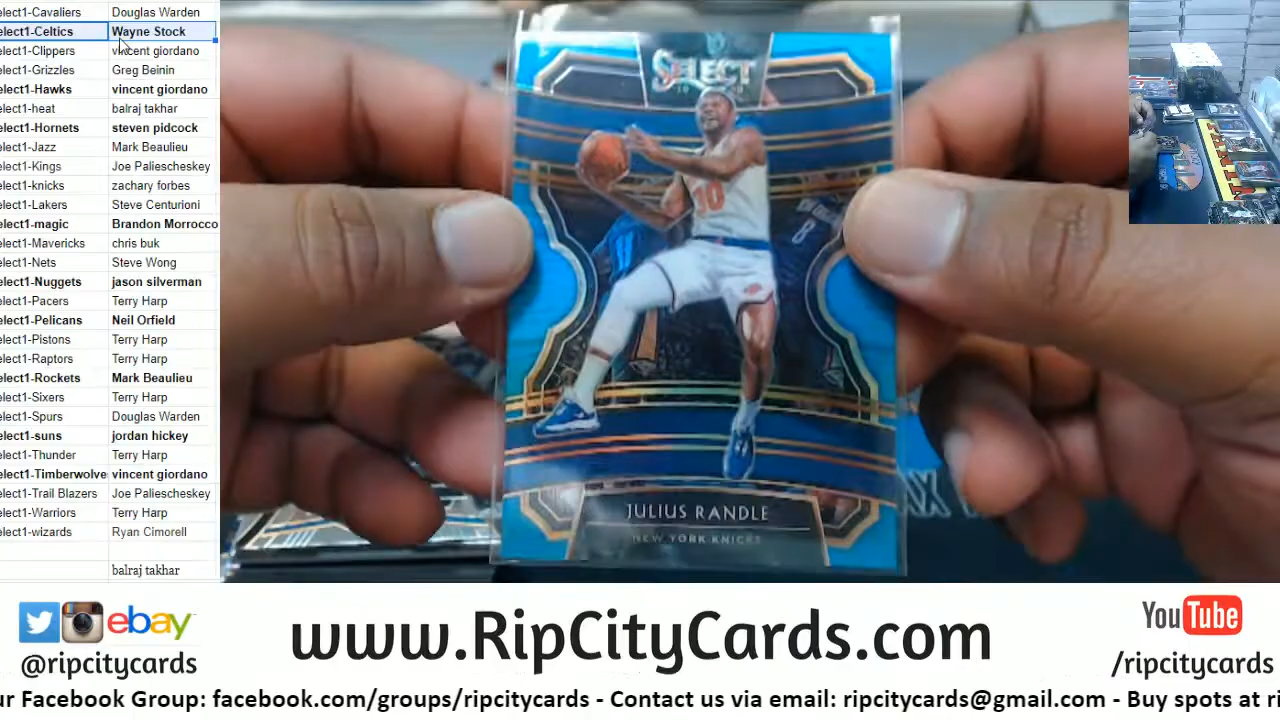 elect1-Cavaliers Douglas Warden
elect1-Celtics Wayne Stock
elect1-Clippers vincent giordano
elect1-Grizzles Greg Beinin
elect1-Hawks vincent giordano
elect1-heat balraj takhar
elect1-Hornets steven pidcock
elect1-Jazz Mark Beaulieu
elect1-Kings Joe Paliescheskey
elect1-knicks zachary forbes
elect1-Lakers Steve Centurioni
elect1-magic Brandon Morrocco
elect1-Mavericks chris buk
elect1-Nets Steve Wong
elect1-Nuggets jason silverman
elect1-Pacers Terry Harp
elect1-Pelicans Neil Orfield
elect1-Pistons Terry Harp
elect1-Raptors Terry Harp
elect1-Rockets Mark Beaulieu
elect1-Sixers Terry Harp
elect1-Spurs Douglas Warden
elect1-suns jordan hickey
elect1-Thunder Terry Harp
elect1-Timberwolve vincent giordano
elect1-Trail Blazers Joe Paliescheskey
elect1-Warriors Terry Harp
elect1-wizards Ryan Cimorell
balraj takhar
SELECT
30
8
JULIUS RANDLE
NEW YORK KNICKS
ebay
@ripcitycards
www.RipCityCards.com
YouTube
/ripcitycards
ur Facebook Group: facebook.com/groups/ripcitycards - Contact us via email: ripcitycards@gmail.com - Buy spots at ri